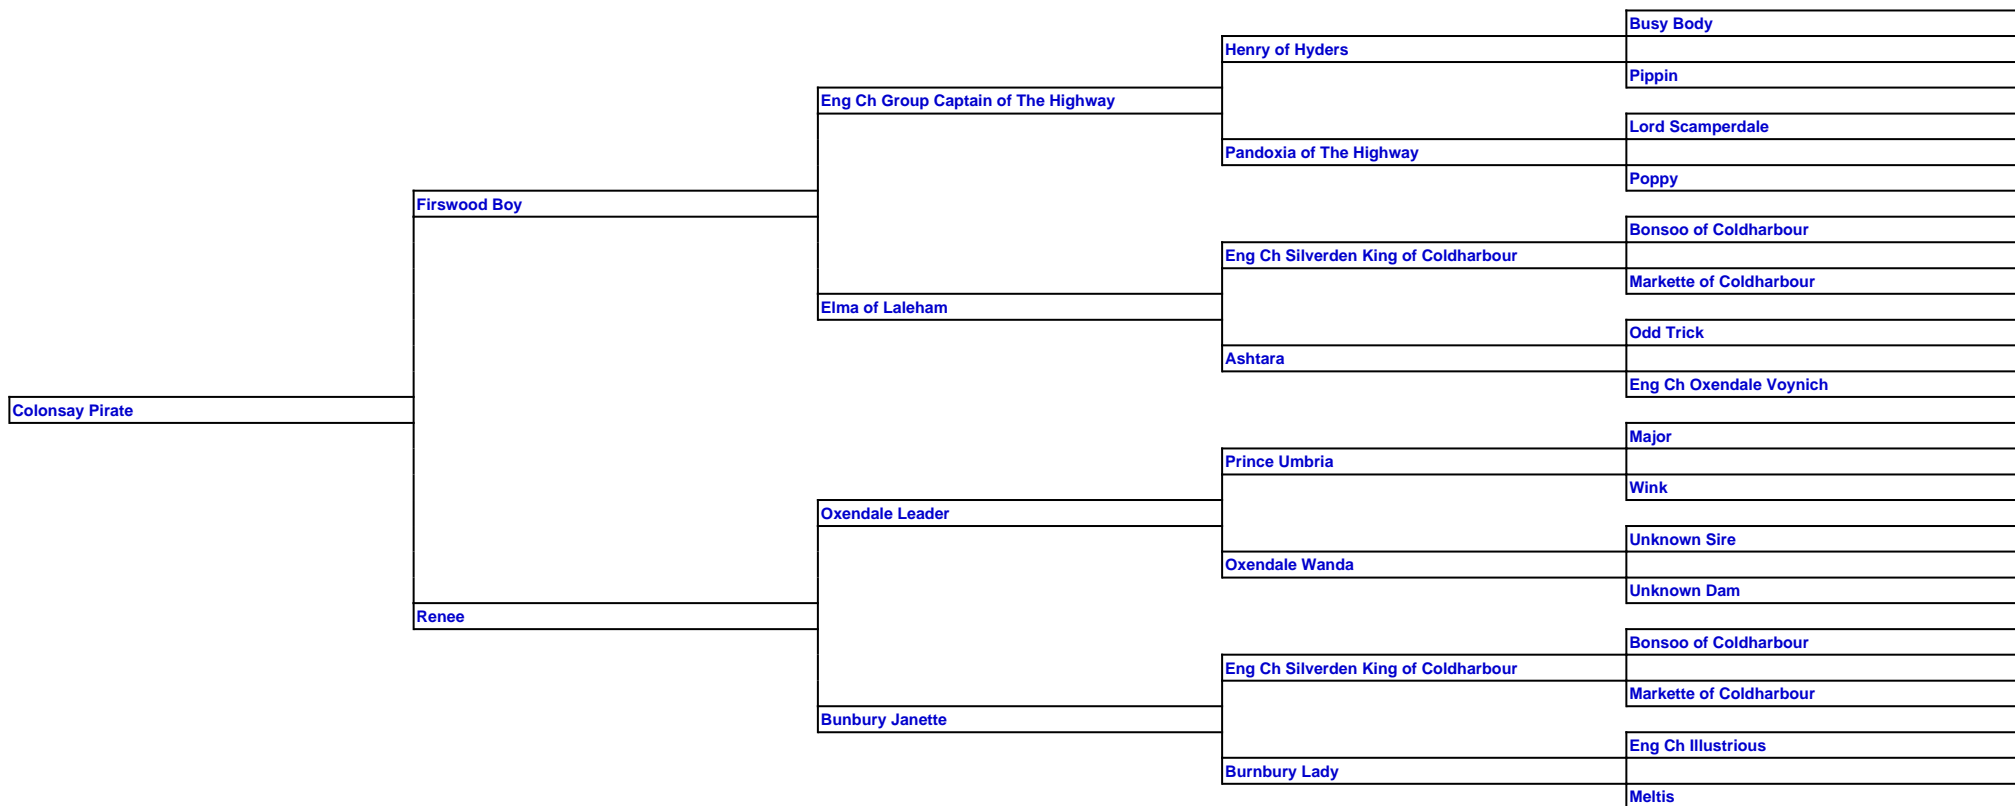 Busy Body
Henry of Hyders
Pippin
Eng Ch Group Captain of The Highway
Lord Scamperdale
Pandoxia of The Highway
Poppy
Firswood Boy
Bonsoo of Coldharbour
Eng Ch Silverden King of Coldharbour
Markette of Coldharbour
Elma of Laleham
Odd Trick
Ashtara
Eng Ch Oxendale Voynich
Colonsay Pirate
Major
Prince Umbria
Wink
Oxendale Leader
Unknown Sire
Oxendale Wanda
Unknown Dam
Renee
Bonsoo of Coldharbour
Eng Ch Silverden King of Coldharbour
Markette of Coldharbour
Bunbury Janette
Eng Ch Illustrious
Burnbury Lady
Meltis